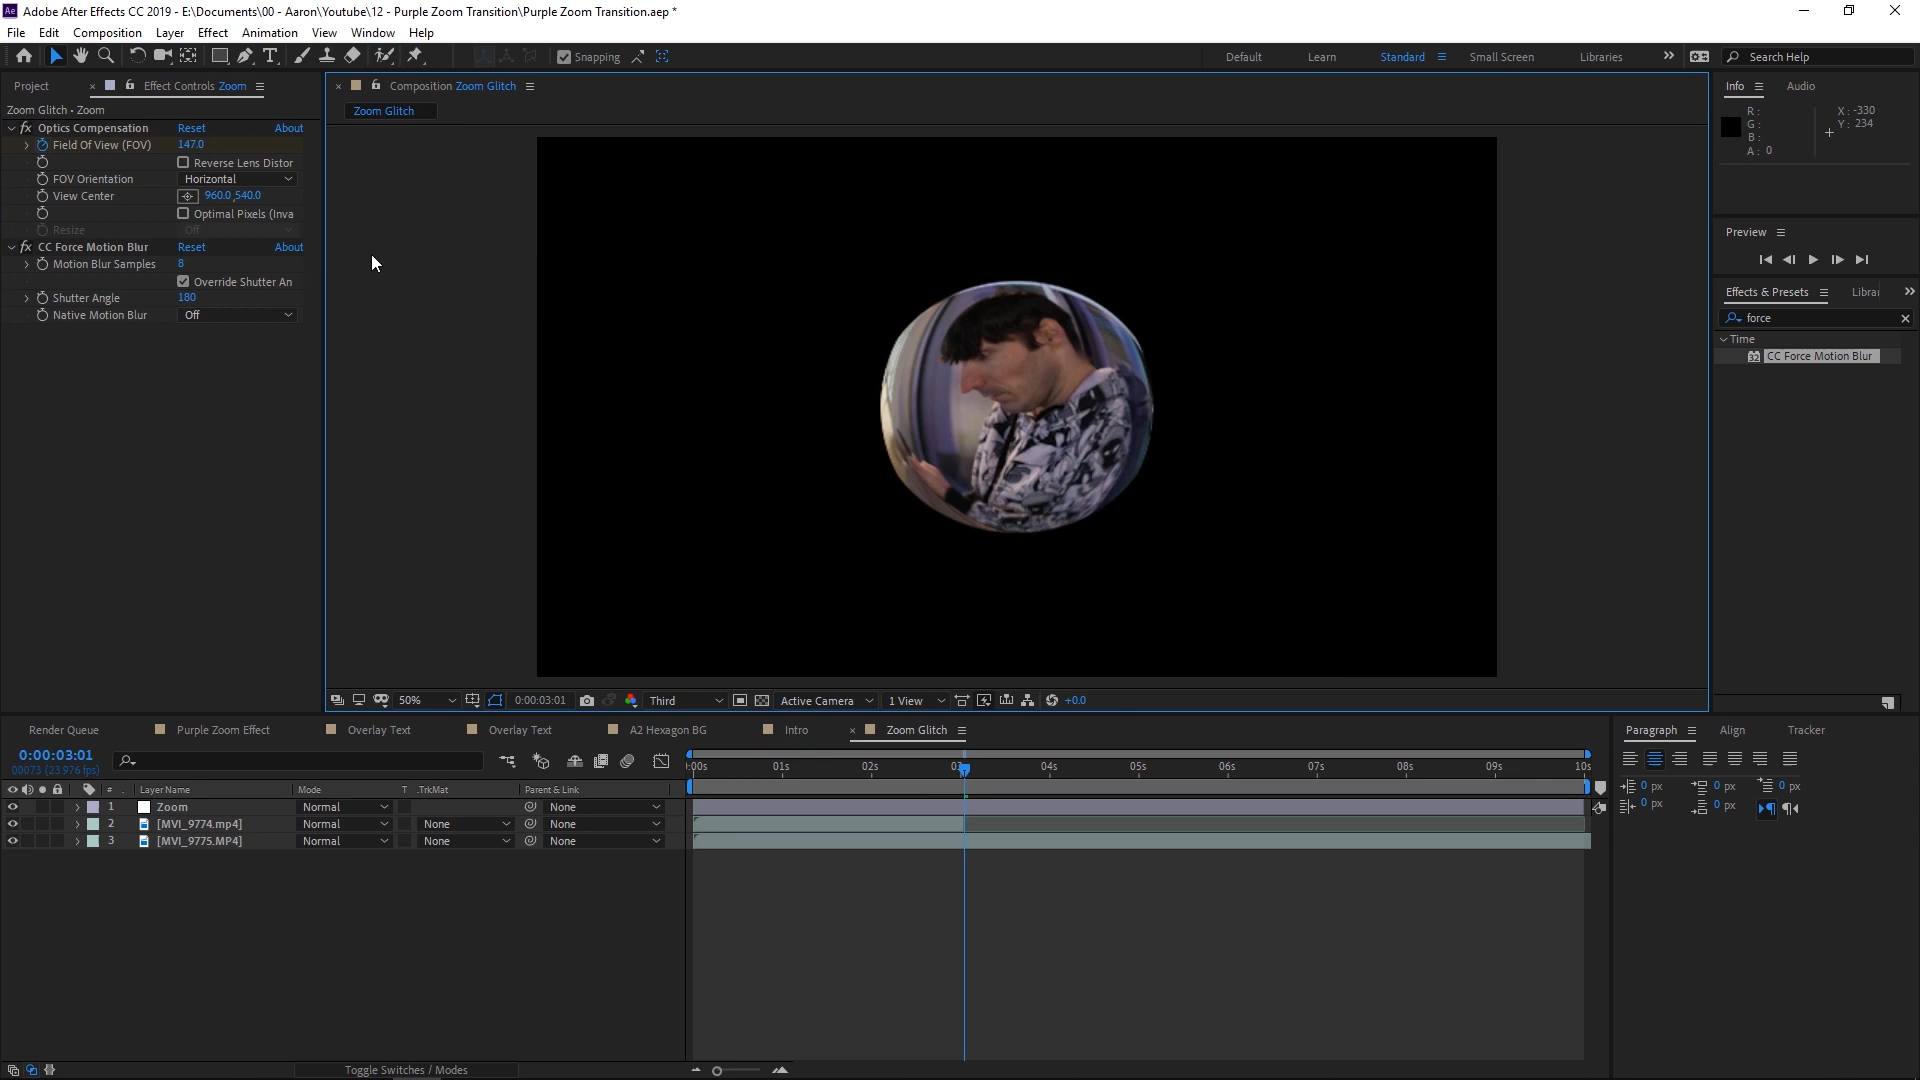 Adobe After Effects CC 2019 - E:\Documents\00 - Aaron\Youtube\12 - Purple Zoom Transition\Purple Zoom Transition.aep *
File Edit Composition Layer Effect Animation View Window Help
Snapping Default Learn Standard Small Screen Libraries Search Help
Project Effect Controls Zoom
Composition Zoom Glitch
Info Audio
Zoom Glitch • Zoom
Zoom Glitch
R: X: -330
G: Y: 234
B:
A: 0
fx Optics Compensation Reset About
Field Of View (FOV) 147.0
Reverse Lens Distor
FOV Orientation Horizontal
View Center 960.0,540.0
Optimal Pixels (Inva
Resize Off
fx CC Force Motion Blur Reset About
Motion Blur Samples 8
Override Shutter An
Shutter Angle 180
Native Motion Blur Off
Preview
Effects & Presets Librar
force
Time
32 CC Force Motion Blur
50% 0:00:03:01 Third Active Camera 1 View +0.0
Render Queue Purple Zoom Effect Overlay Text Overlay Text A2 Hexagon BG Intro Zoom Glitch
0:00:03:01
00073 (23.976 fps)
:00s 01s 02s 03 04s 05s 06s 07s 08s 09s 10s
# Layer Name Mode T .TrkMat Parent & Link
1 Zoom Normal None
2 [MVI_9774.mp4] Normal None None
3 [MVI_9775.MP4] Normal None None
Toggle Switches / Modes
Paragraph Align Tracker
0 px 0 px 0 px
0 px 0 px